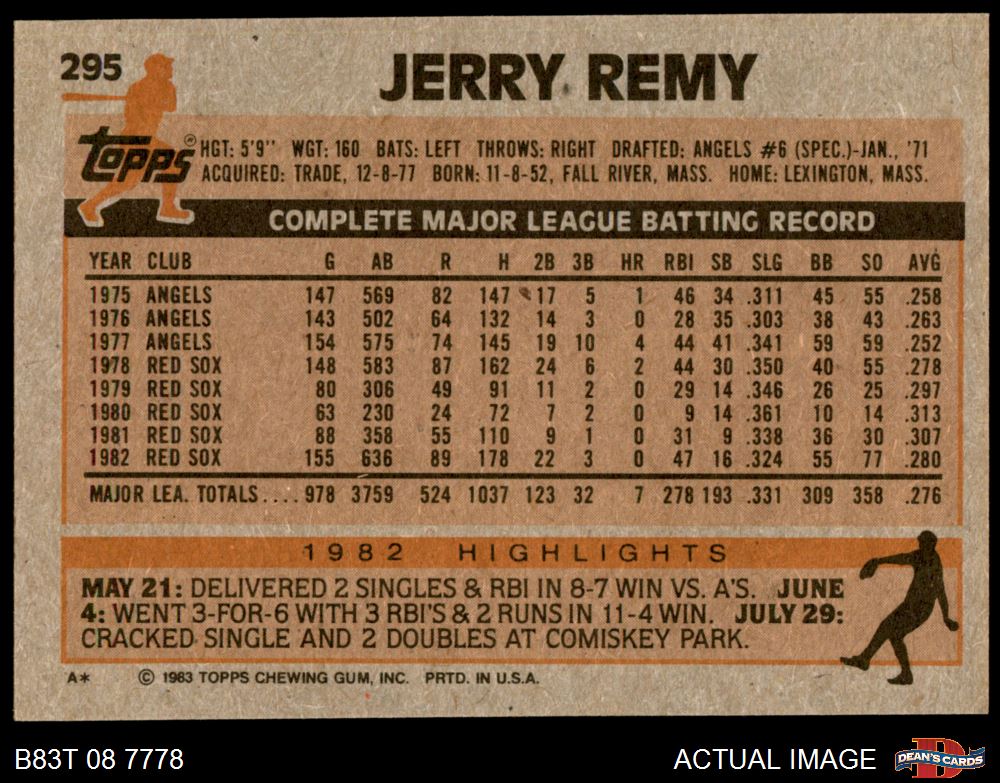 295
JERRY REMY
Topps®
HGT: 5'9" WGT: 160 BATS: LEFT THROWS: RIGHT DRAFTED: ANGELS #6 (SPEC.)-JAN., '71
ACQUIRED: TRADE, 12-8-77 BORN: 11-8-52, FALL RIVER, MASS. HOME: LEXINGTON, MASS.
COMPLETE MAJOR LEAGUE BATTING RECORD
YEAR CLUB G AB R H 2B 3B HR RBI SB SLG BB SO AVG
1975 ANGELS 147 569 82 147 17 5 1 46 34 .311 45 55 .258
1976 ANGELS 143 502 64 132 14 3 0 28 35 .303 38 43 .263
1977 ANGELS 154 575 74 145 19 10 4 44 41 .341 59 59 .252
1978 RED SOX 148 583 87 162 24 6 2 44 30 .350 40 55 .278
1979 RED SOX 80 306 49 91 11 2 0 29 14 .346 26 25 .297
1980 RED SOX 63 230 24 72 7 2 0 9 14 .361 10 14 .313
1981 RED SOX 88 358 55 110 9 1 0 31 9 .338 36 30 .307
1982 RED SOX 155 636 89 178 22 3 0 47 16 .324 55 77 .280
MAJOR LEA. TOTALS.... 978 3759 524 1037 123 32 7 278 193 .331 309 358 .276
1982 HIGHLIGHTS
MAY 21: DELIVERED 2 SINGLES & RBI IN 8-7 WIN VS. A'S. JUNE
4: WENT 3-FOR-6 WITH 3 RBI'S & 2 RUNS IN 11-4 WIN. JULY 29:
CRACKED SINGLE AND 2 DOUBLES AT COMISKEY PARK.
A* © 1983 TOPPS CHEWING GUM, INC. PRTD. IN U.S.A.
B83T 08 7778
ACTUAL IMAGE
D
DEAN'S CARDS